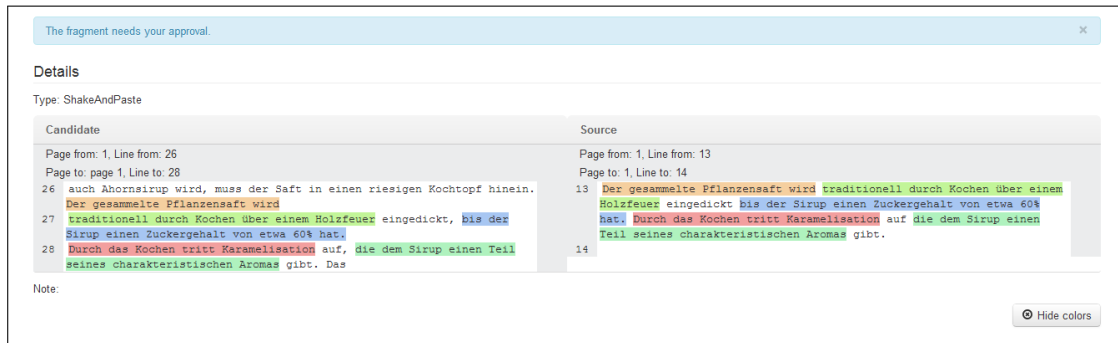 The fragment needs your approval.
×
Details
Type: ShakeAndPaste
Candidate
Page from: 1, Line from: 26
Page to: page 1, Line to: 28
26 auch Ahornsirup wird, muss der Saft in einen riesigen Kochtopf hinein.
Der gesammelte Pflanzensaft wird
27 traditionell durch Kochen über einem Holzfeuer eingedickt, bis der
Sirup einen Zuckergehalt von etwa 60% hat.
28 Durch das Kochen tritt Karamelisation auf, die dem Sirup einen Teil
seines charakteristischen Aromas gibt. Das
Source
Page from: 1, Line from: 13
Page to: 1, Line to: 14
13 Der gesammelte Pflanzensaft wird traditionell durch Kochen über einem
Holzfeuer eingedickt bis der Sirup einen Zuckergehalt von etwa 60%
hat. Durch das Kochen tritt Karamelisation auf die dem Sirup einen
Teil seines charakteristischen Aromas gibt.
14
Note:
Hide colors